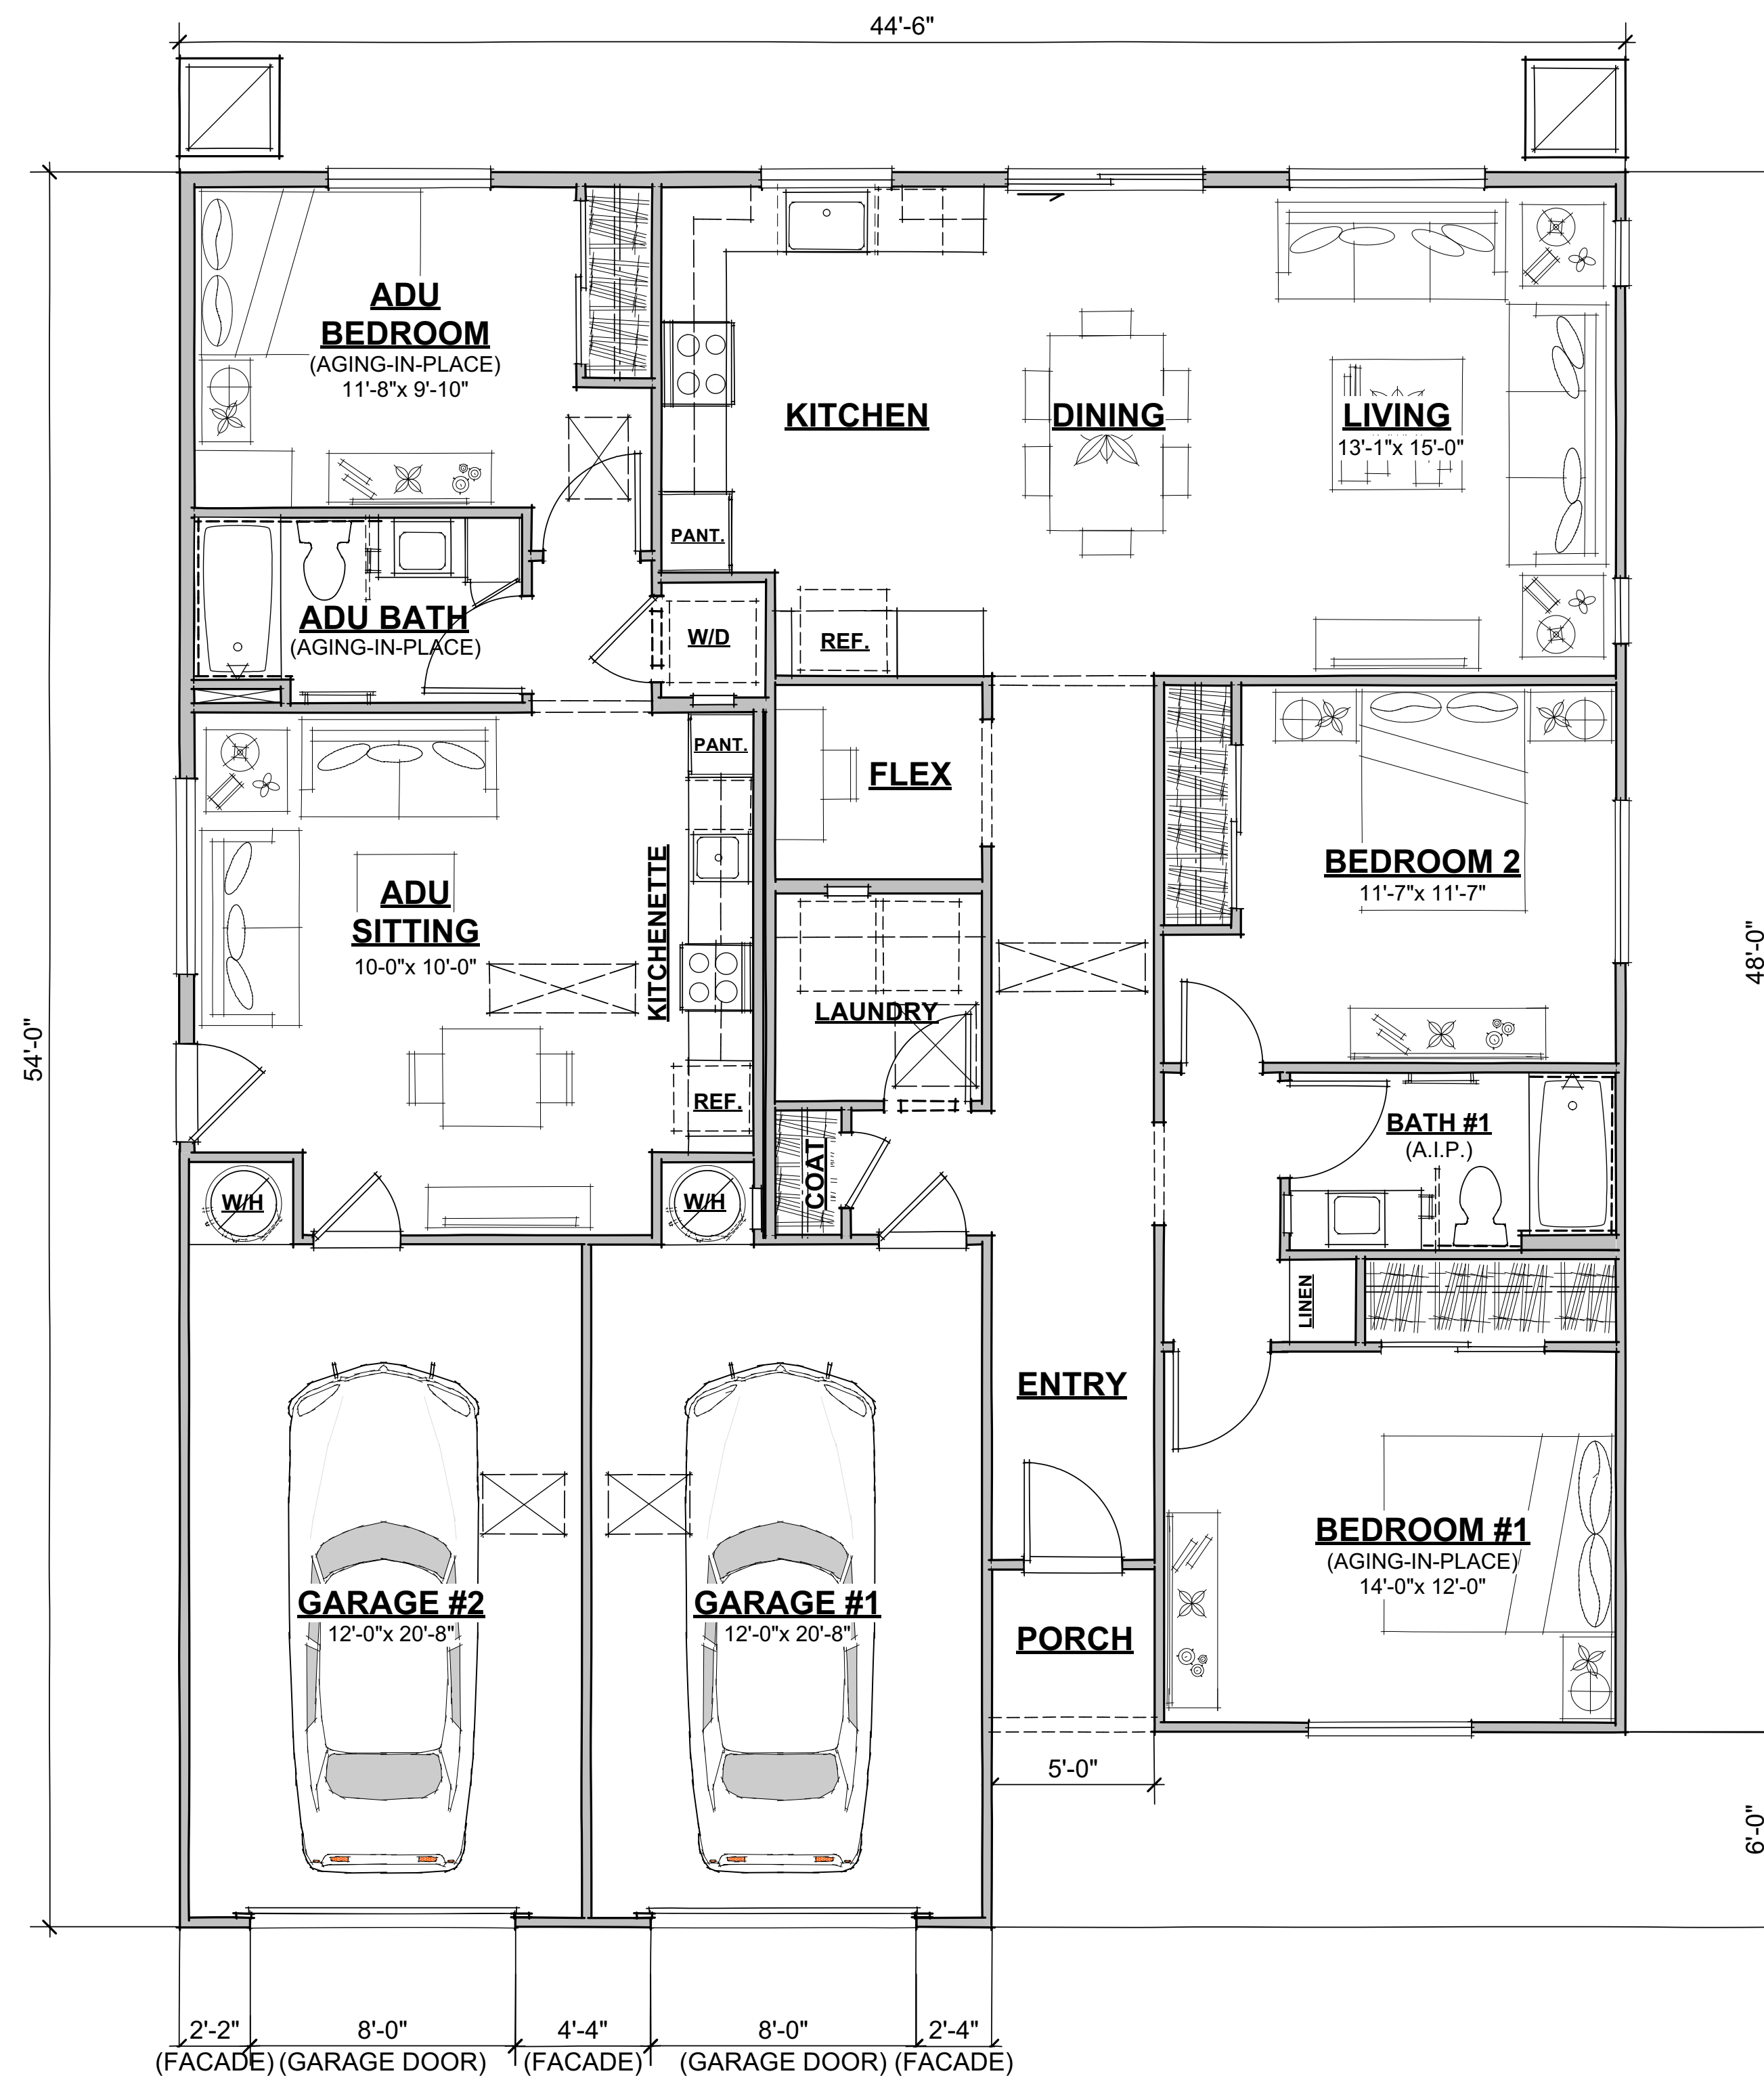 44'-6"
ADU
BEDROOM
(AGING-IN-PLACE)
11'-8"x 9'-10"
KITCHEN
DINING
LIVING
13'-1"x 15'-0"
PANT.
ADU BATH
(AGING-IN-PLACE)
W/D
REF.
PANT.
FLEX
BEDROOM 2
11'-7"x 11'-7"
ADU
SITTING
10-0"x 10'-0"
KITCHENETTE
48'-0"
54'-0"
LAUNDRY
REF.
BATH #1
(A.I.P.)
COAT
W/H
W/H
LINEN
ENTRY
BEDROOM #1
(AGING-IN-PLACE)
14'-0"x 12'-0"
GARAGE #2
12'-0"x 20'-8"
GARAGE #1
12'-0"x 20'-8"
PORCH
5'-0"
6'-0"
2'-2"
8'-0"
4'-4"
8'-0"
2'-4"
(FACADE)
(GARAGE DOOR)
(FACADE)
(GARAGE DOOR)
(FACADE)